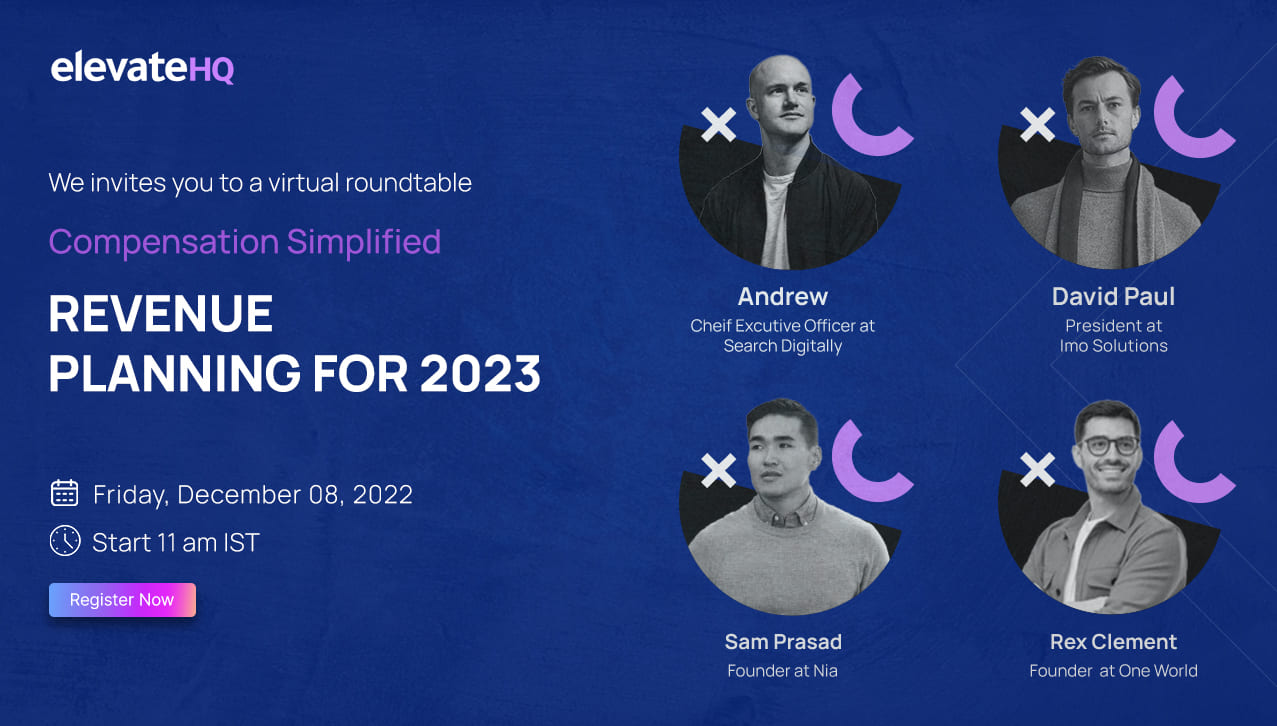 elevateHQ
We invites you to a virtual roundtable
Compensation Simplified
REVENUE
PLANNING FOR 2023
Friday, December 08, 2022
Start 11 am IST
Register Now
Andrew
Cheif Excutive Officer at
Search Digitally
David Paul
President at
Imo Solutions
Sam Prasad
Founder at Nia
Rex Clement
Founder at One World